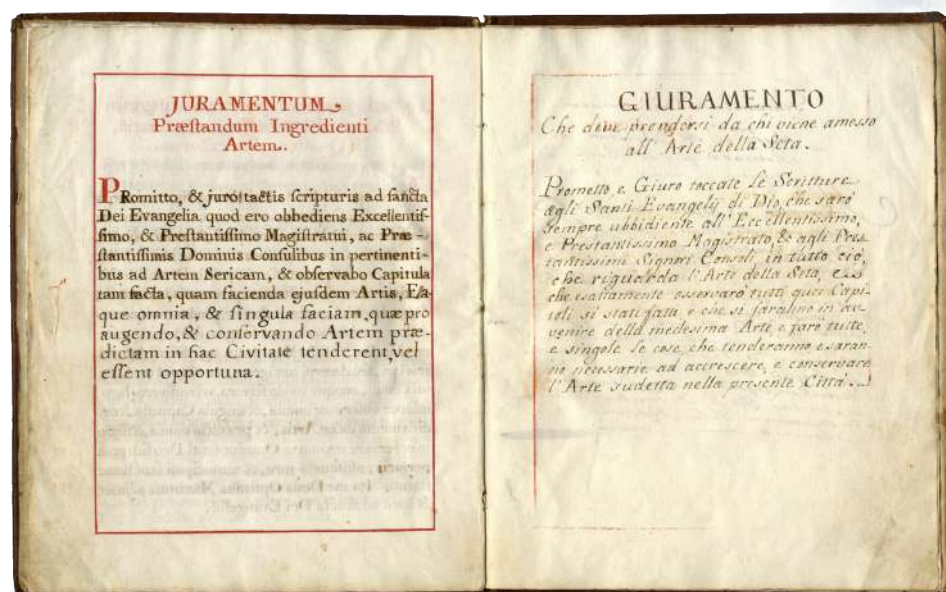 JURAMENTUM
Præſtandum Ingredienti
Artem.
PRomitto, & juro tactis ſcripturis ad ſancta
Dei Evangelia quod ero obbediens Excellentiſ-
ſimo, & Preſtantiſſimo Magiſtratui, ac Præ-
ſtantiſſimis Dominis Conſulibus in pertinenti-
bus ad Artem Sericam, & obſervabo Capitula
tam facta, quam facienda ejuſdem Artis, Ea-
que omnia, & ſingula faciam, quæ pro
augendo, & conſervando Artem præ-
dictam in hac Civitate tenderent, vel
eſſent opportuna.
GIURAMENTO
Che deve prendersi da chi viene amesso
all' Arte della Seta.
Prometto, e Giuro toccate le Scritture
agli Santi Evangelij di Dio, che sarò
sempre ubbidiente all' Eccellentissimo,
e Prestantissimo Magistrato, & agli Pres-
tantissimi Signori Consoli in tutto ciò,
che riguarda l'Arte della Seta, e
che esattamente osservarò tutti quei Capi-
toli si stati fatti, e che si faranno in av-
venire della medesima Arte, e farò tutte,
e singole le cose, che tenderanno e saran-
no necessarie ad accrescere, e conservare
l'Arte sudetta nella presente Città.